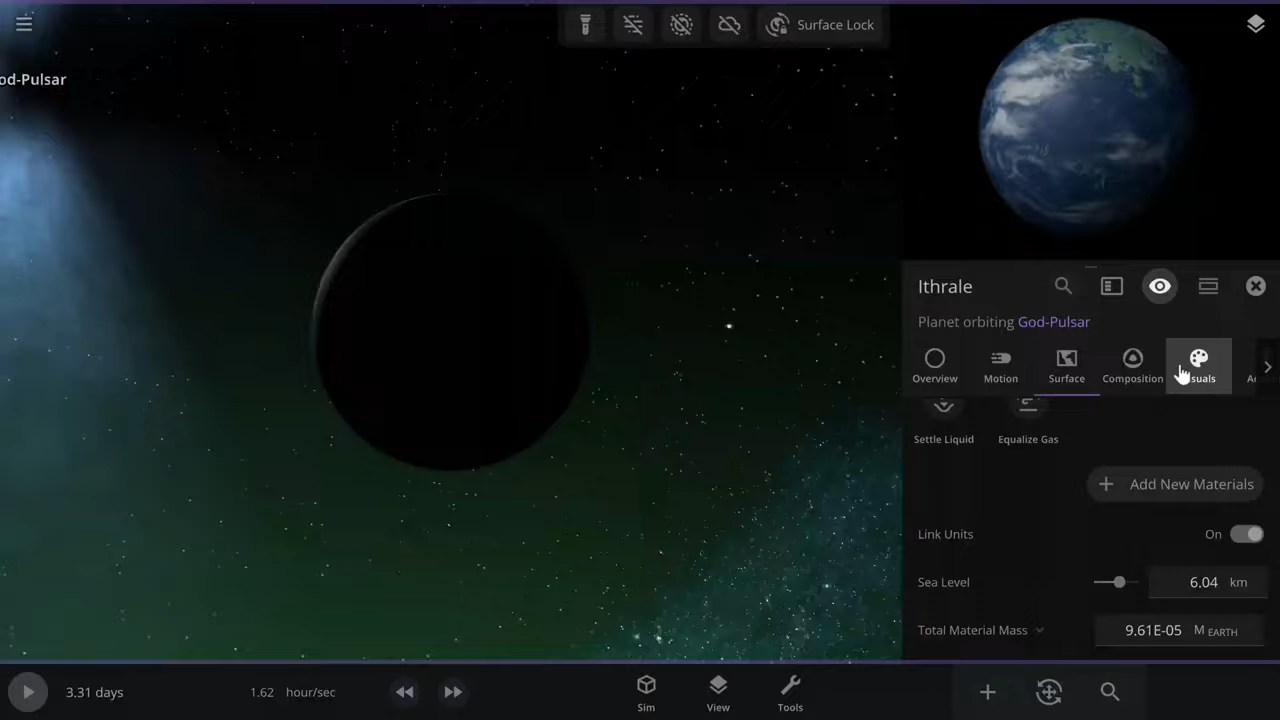 Surface Lock
od-Pulsar
Ithrale
Planet orbiting God-Pulsar
Overview Motion Surface Composition suals
Settle Liquid Equalize Gas
Add New Materials
Link Units On
Sea Level 6.04 km
Total Material Mass 9.61E-05 M EARTH
3.31 days 1.62 hour/sec Sim View Tools